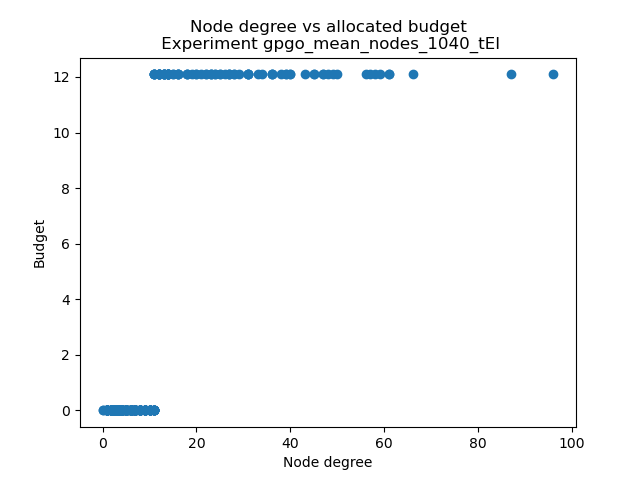 Node degree vs allocated budget
Experiment gpgo_mean_nodes_1040_tEI
12
10
8
6
4
2
0
Budget
0 20 40 60 80 100
Node degree